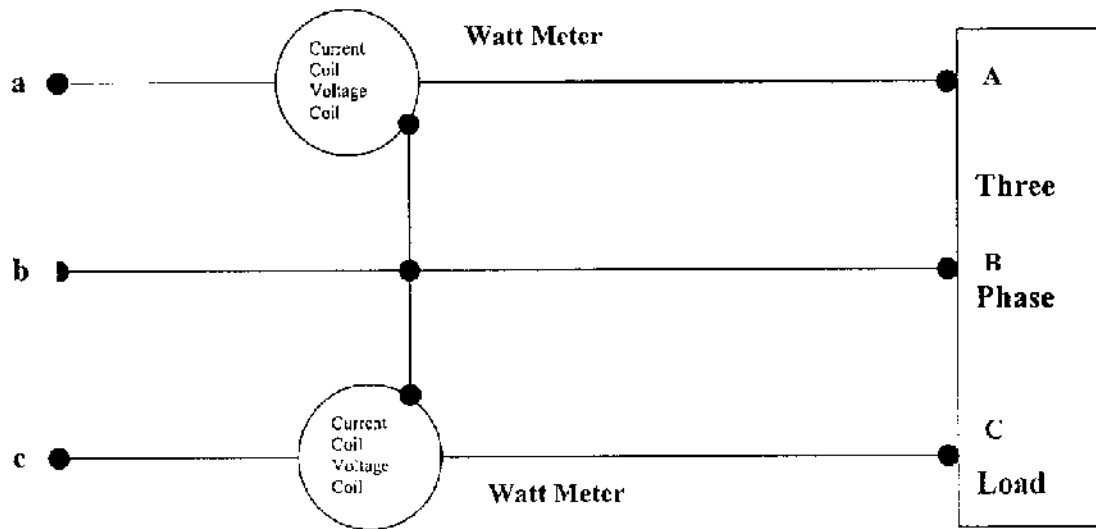 Watt Meter
Current
Coil
Voltage
Coil
a
A
Three
b
B
Phase
Current
Coil
Voltage
Coil
c
C
Load
Watt Meter